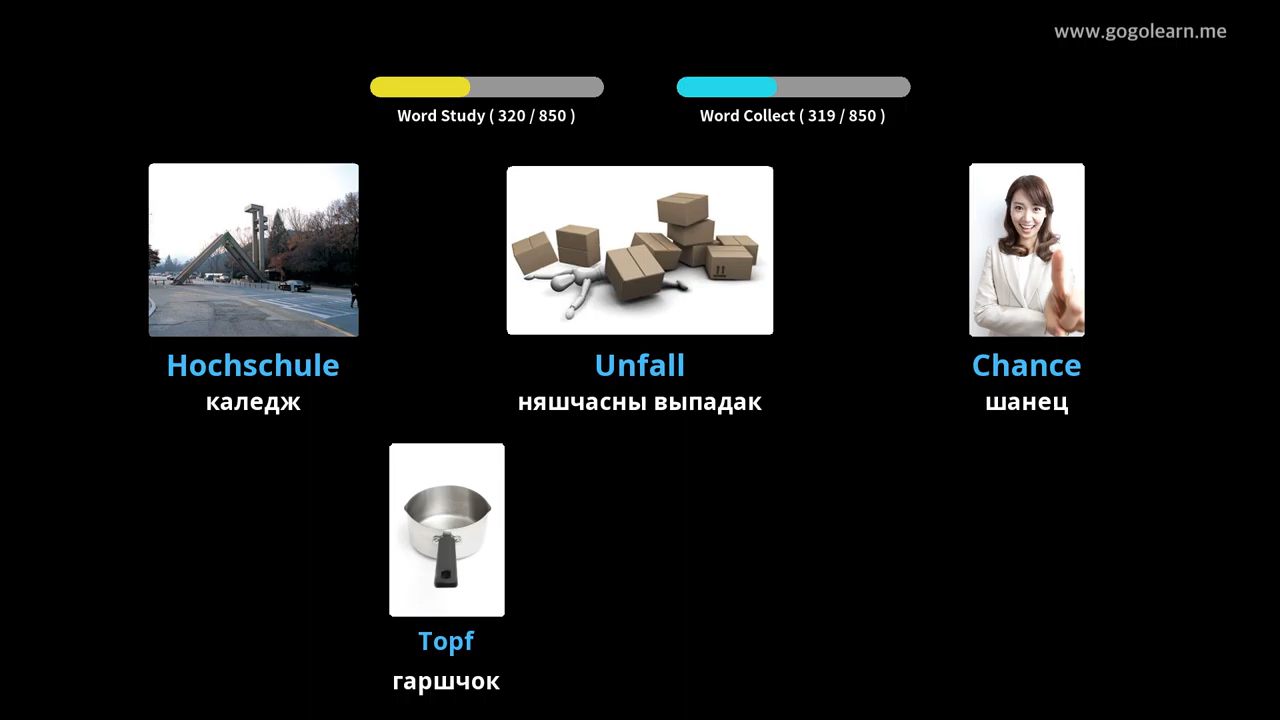 www.gogolearn.me
Word Study ( 320 / 850 )
Word Collect ( 319 / 850 )
Hochschule
каледж
Unfall
няшчасны выпадак
Chance
шанец
Topf
гаршчок